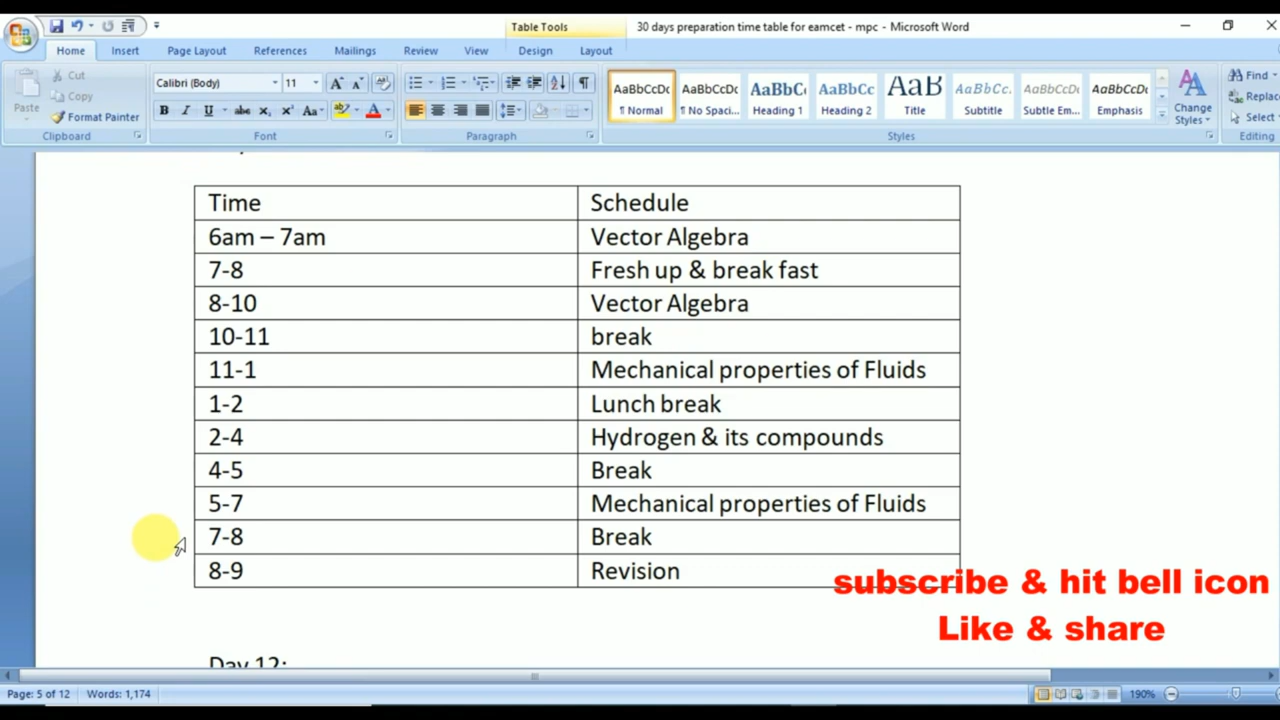 Table Tools
30 days preparation time table for eamcet - mpc - Microsoft Word
Home Insert Page Layout References Mailings Review View Design Layout
Paste
Cut
Copy
Format Painter
Clipboard
Calibri (Body) 11
Font
Paragraph
AaBbCcDc AaBbCcDc AaBbC AaBbCc AaB AaBbCc. AaBbCcDc AaBbCcDc
¶ Normal ¶ No Spaci... Heading 1 Heading 2 Title Subtitle Subtle Em... Emphasis
Change
Styles
Styles
Find
Replac
Select
Editing
Time Schedule
6am – 7am Vector Algebra
7-8 Fresh up & break fast
8-10 Vector Algebra
10-11 break
11-1 Mechanical properties of Fluids
1-2 Lunch break
2-4 Hydrogen & its compounds
4-5 Break
5-7 Mechanical properties of Fluids
7-8 Break
8-9 Revision
subscribe & hit bell icon
Like & share
Day 12:
Page: 5 of 12 Words: 1,174 190%